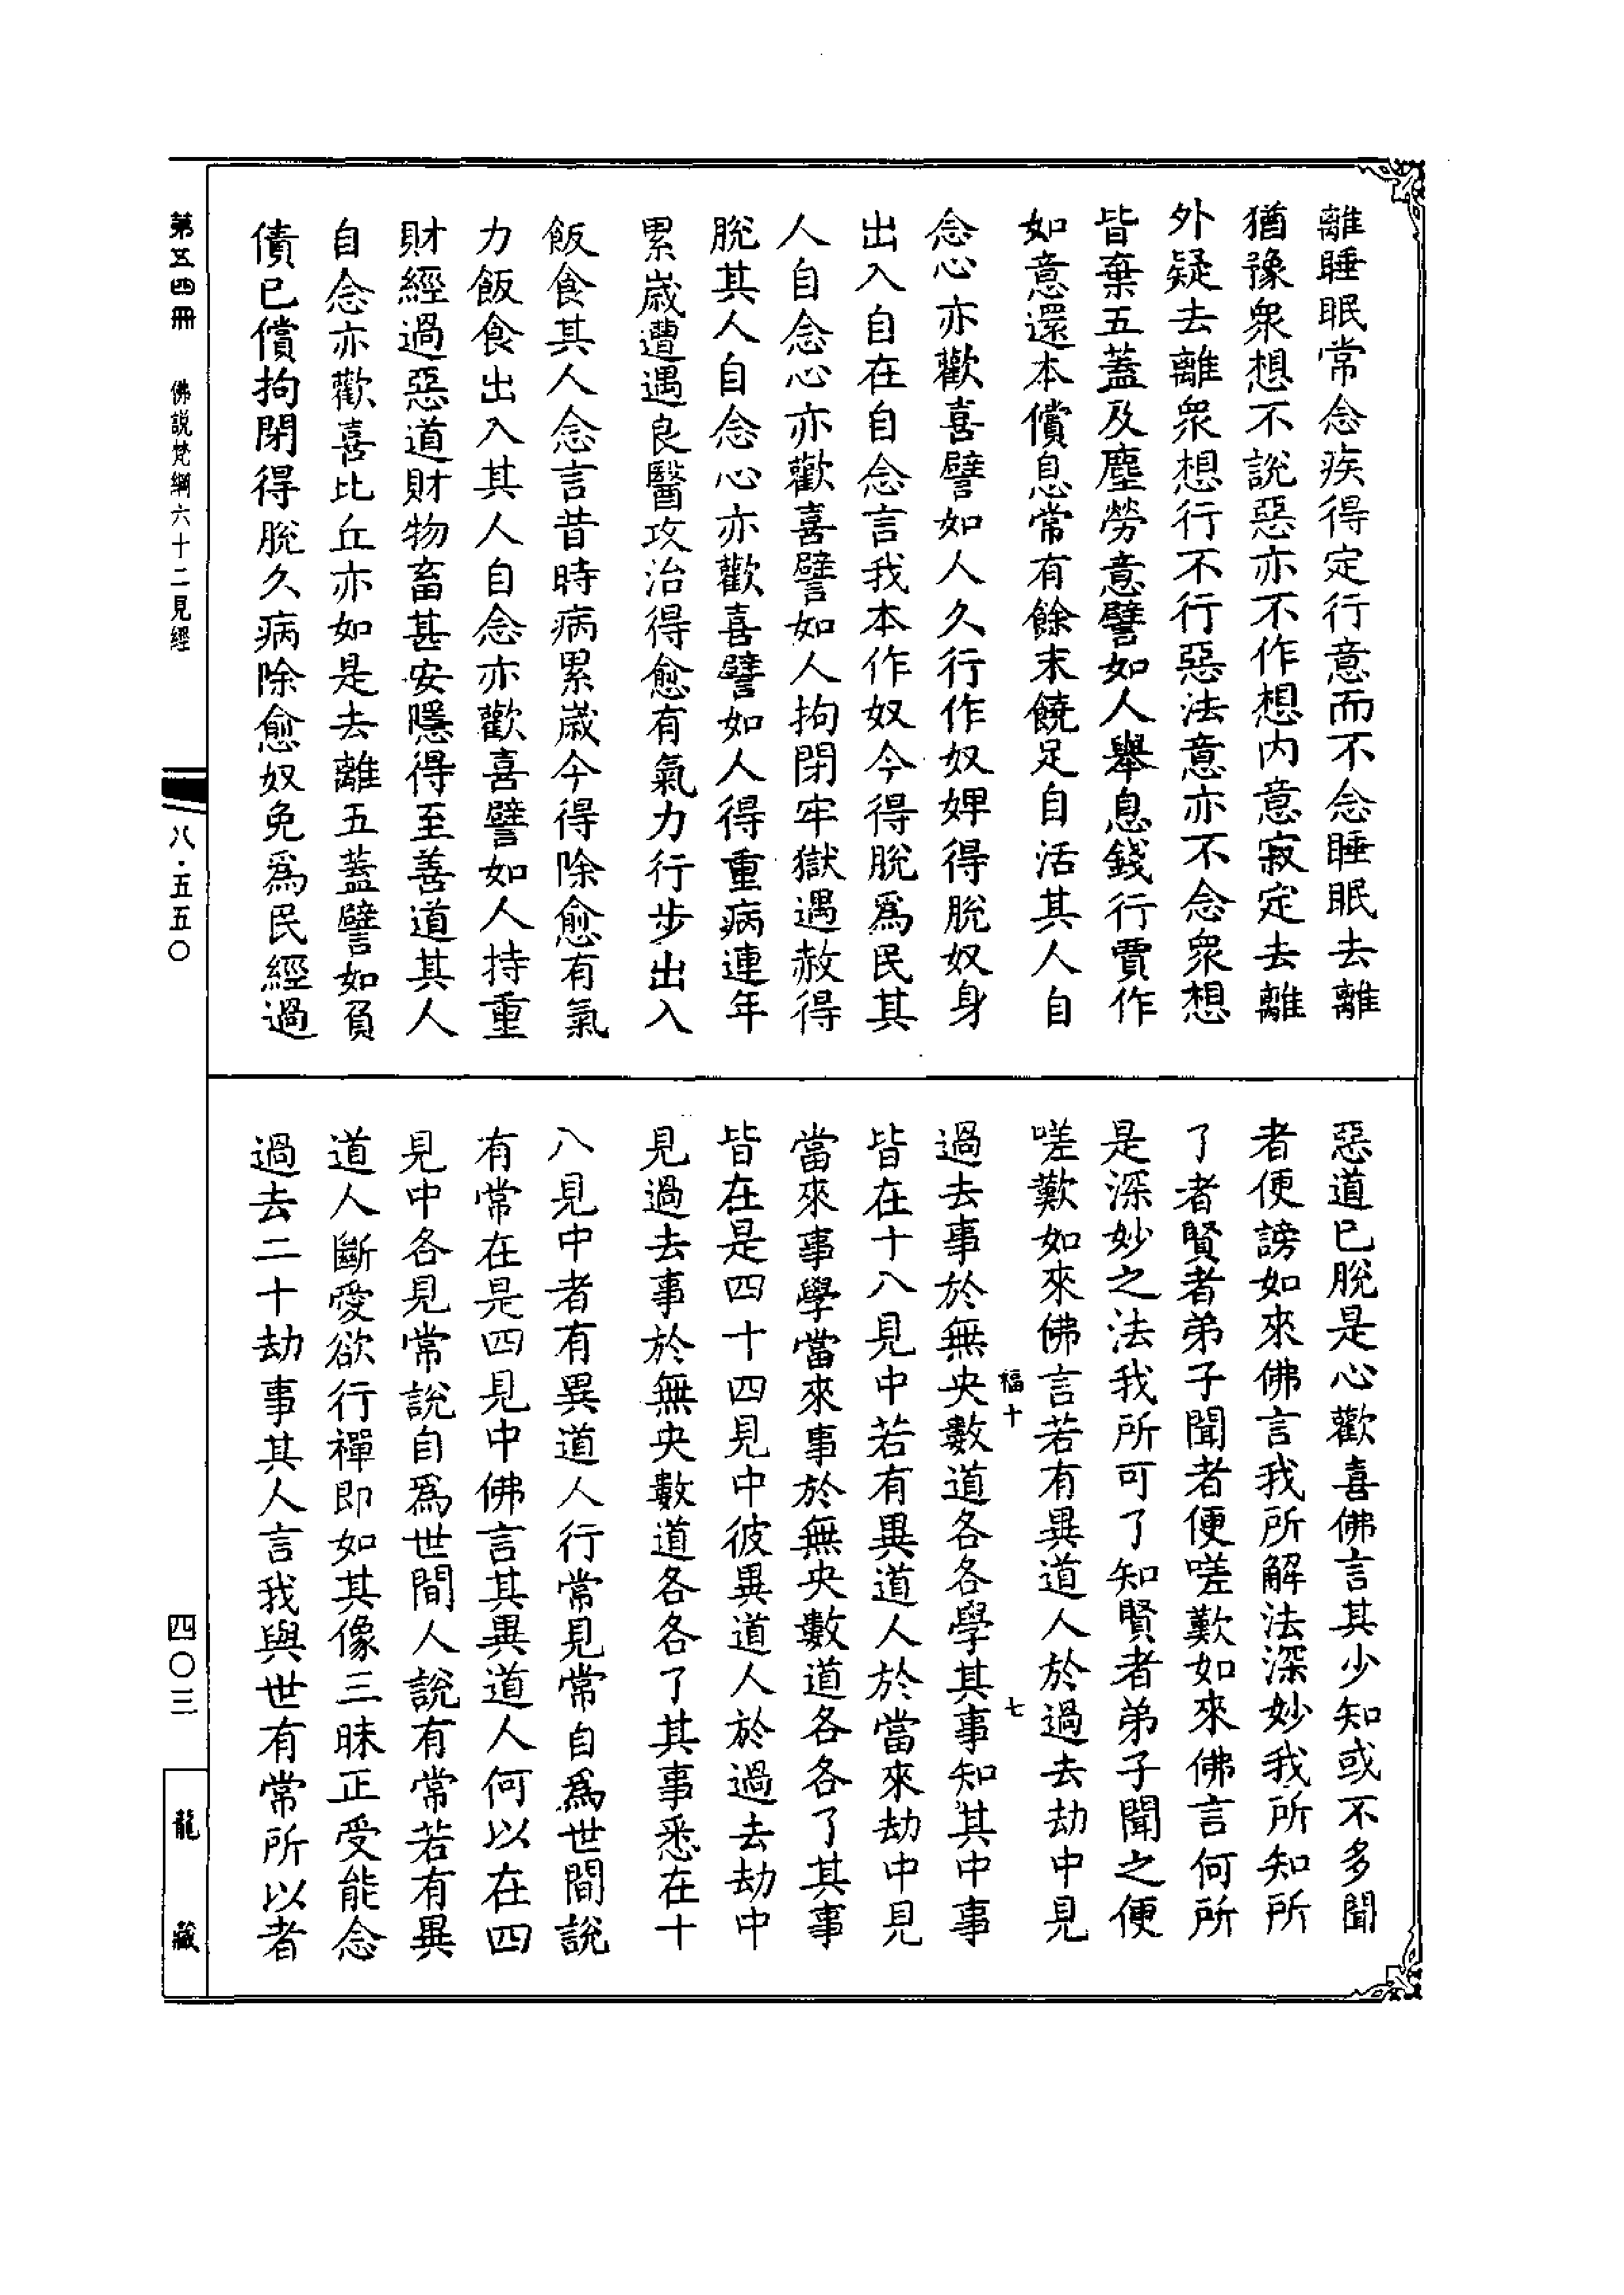 離睡眠常念疾得定行意而不念睡眠去離
猶豫衆想不說惡亦不作想內意寂定去離
外疑去離衆想行不行惡法意亦不念衆想
皆棄五蓋及塵勞意譬如人舉息錢行賈作
如意還本償息常有餘末饒足自活其人自
念心亦歡喜譬如人久行作奴婢得脫奴身
出入自在自念言我本作奴今得脫爲民其
人自念心亦歡喜譬如人拘閉牢獄遇赦得
脫其人自念心亦歡喜譬如人得重病連年
累歲遭遇良醫攻治得愈有氣力行步出入
飯食其人念言昔時病累歲今得除愈有氣
力飯食出入其人自念亦歡喜譬如人持重
財經過惡道財物畜甚安隱得至善道其人
自念亦歡喜比丘亦如是去離五蓋譬如負
債已償拘閉得脫久病除愈奴免爲民經過
惡道已脫是心歡喜佛言其少知或不多聞
者便謗如來佛言我所解法深妙我所知所
了者賢者弟子聞者便嗟歎如來佛言何所
是深妙之法我所可了知賢者弟子聞之便
嗟歎如來佛言若有異道人於過去劫中見
福十 七
過去事於無央數道各各學其事知其中事
皆在十八見中若有異道人於當來劫中見
當來事學當來事於無央數道各各了其事
皆在是四十四見中彼異道人於過去劫中
見過去事於無央數道各各了其事悉在十
八見中者有異道人行常見常自爲世間說
有常在是四見中佛言其異道人何以在四
見中各見常說自爲世間人說有常若有異
道人斷愛欲行禪即如其像三昧正受能念
過去二十劫事其人言我與世有常所以者
第五四冊 佛說梵網六十二見經
八·五五〇
四〇三
龍藏